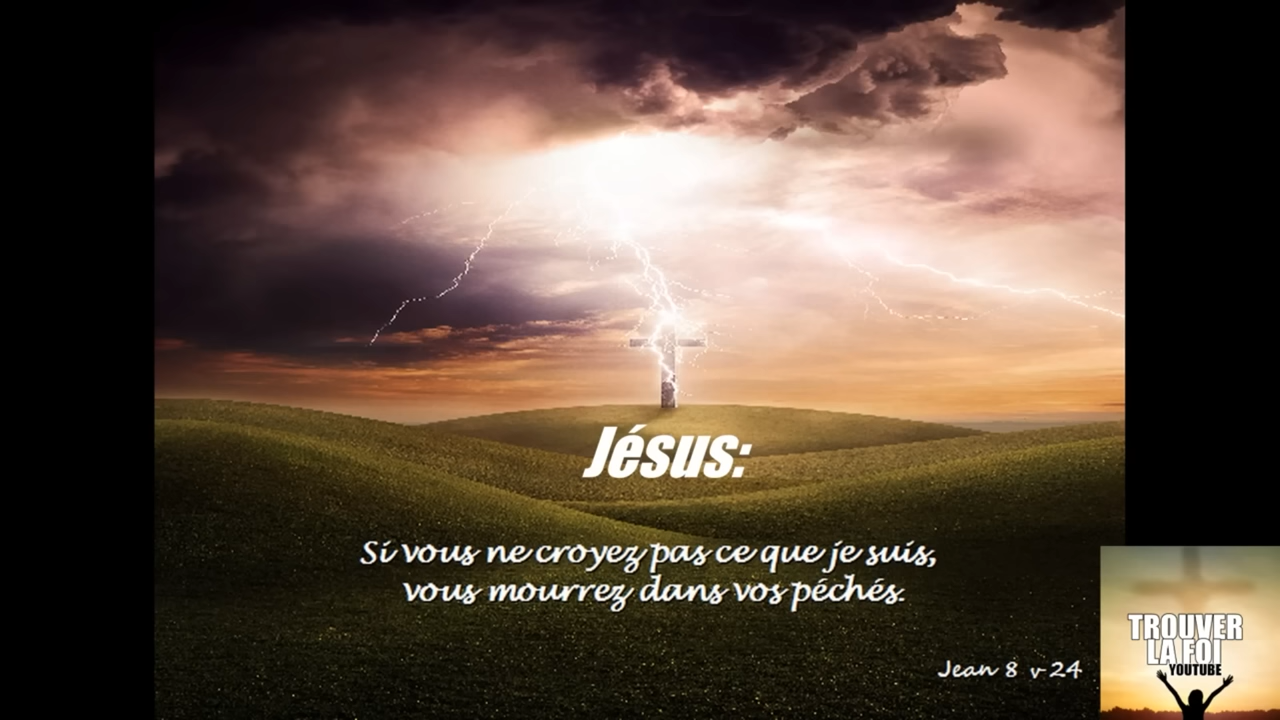 Jésus:
Si vous ne croyez pas ce que je suis,
vous mourrez dans vos péchés.
Jean 8 v 24
TROUVER
LA FOI
YOUTUBE